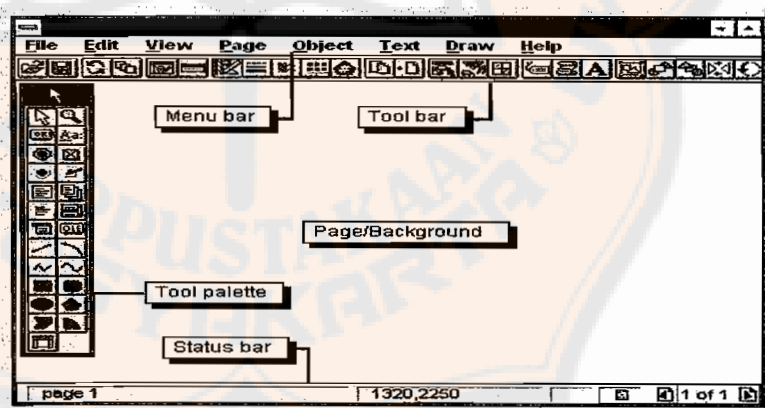 File Edit View Page Object Text Draw Help
Menu bar
Tool bar
Page/Background
Tool palette
Status bar
page 1 1320,2250 1 of 1